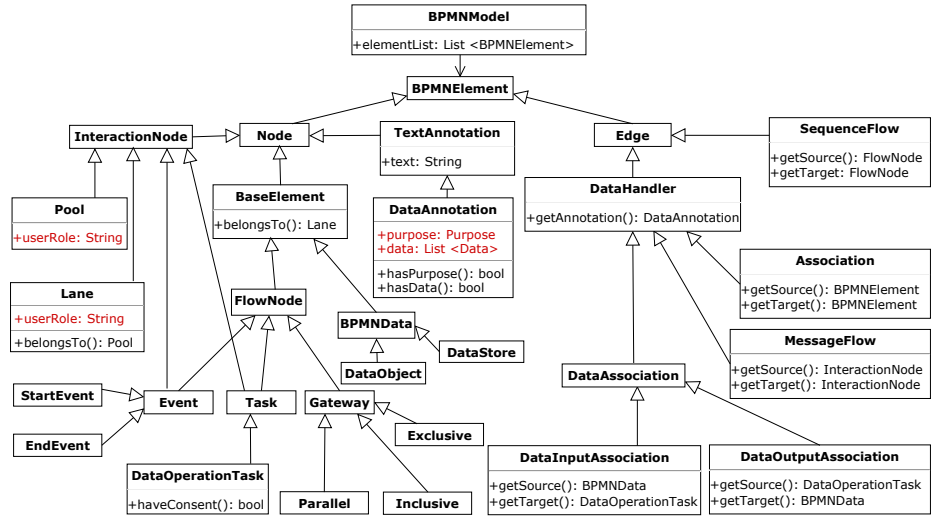 BPMNModel
+elementList: List <BPMNElement>
BPMNElement
InteractionNode
Node
TextAnnotation
+text: String
Edge
SequenceFlow
+getSource(): FlowNode
+getTarget: FlowNode
Pool
+userRole: String
BaseElement
+belongsTo(): Lane
DataAnnotation
+purpose: Purpose
+data: List <Data>
+hasPurpose(): bool
+hasData(): bool
DataHandler
+getAnnotation(): DataAnnotation
Association
+getSource(): BPMNElement
+getTarget(): BPMNElement
Lane
+userRole: String
+belongsTo(): Pool
FlowNode
BPMNData
DataStore
DataObject
MessageFlow
+getSource(): InteractionNode
+getTarget(): InteractionNode
DataAssociation
StartEvent
Event
Task
Gateway
EndEvent
Exclusive
DataOperationTask
+haveConsent(): bool
Parallel
Inclusive
DataInputAssociation
+getSource(): BPMNData
+getTarget(): DataOperationTask
DataOutputAssociation
+getSource(): DataOperationTask
+getTarget(): BPMNData